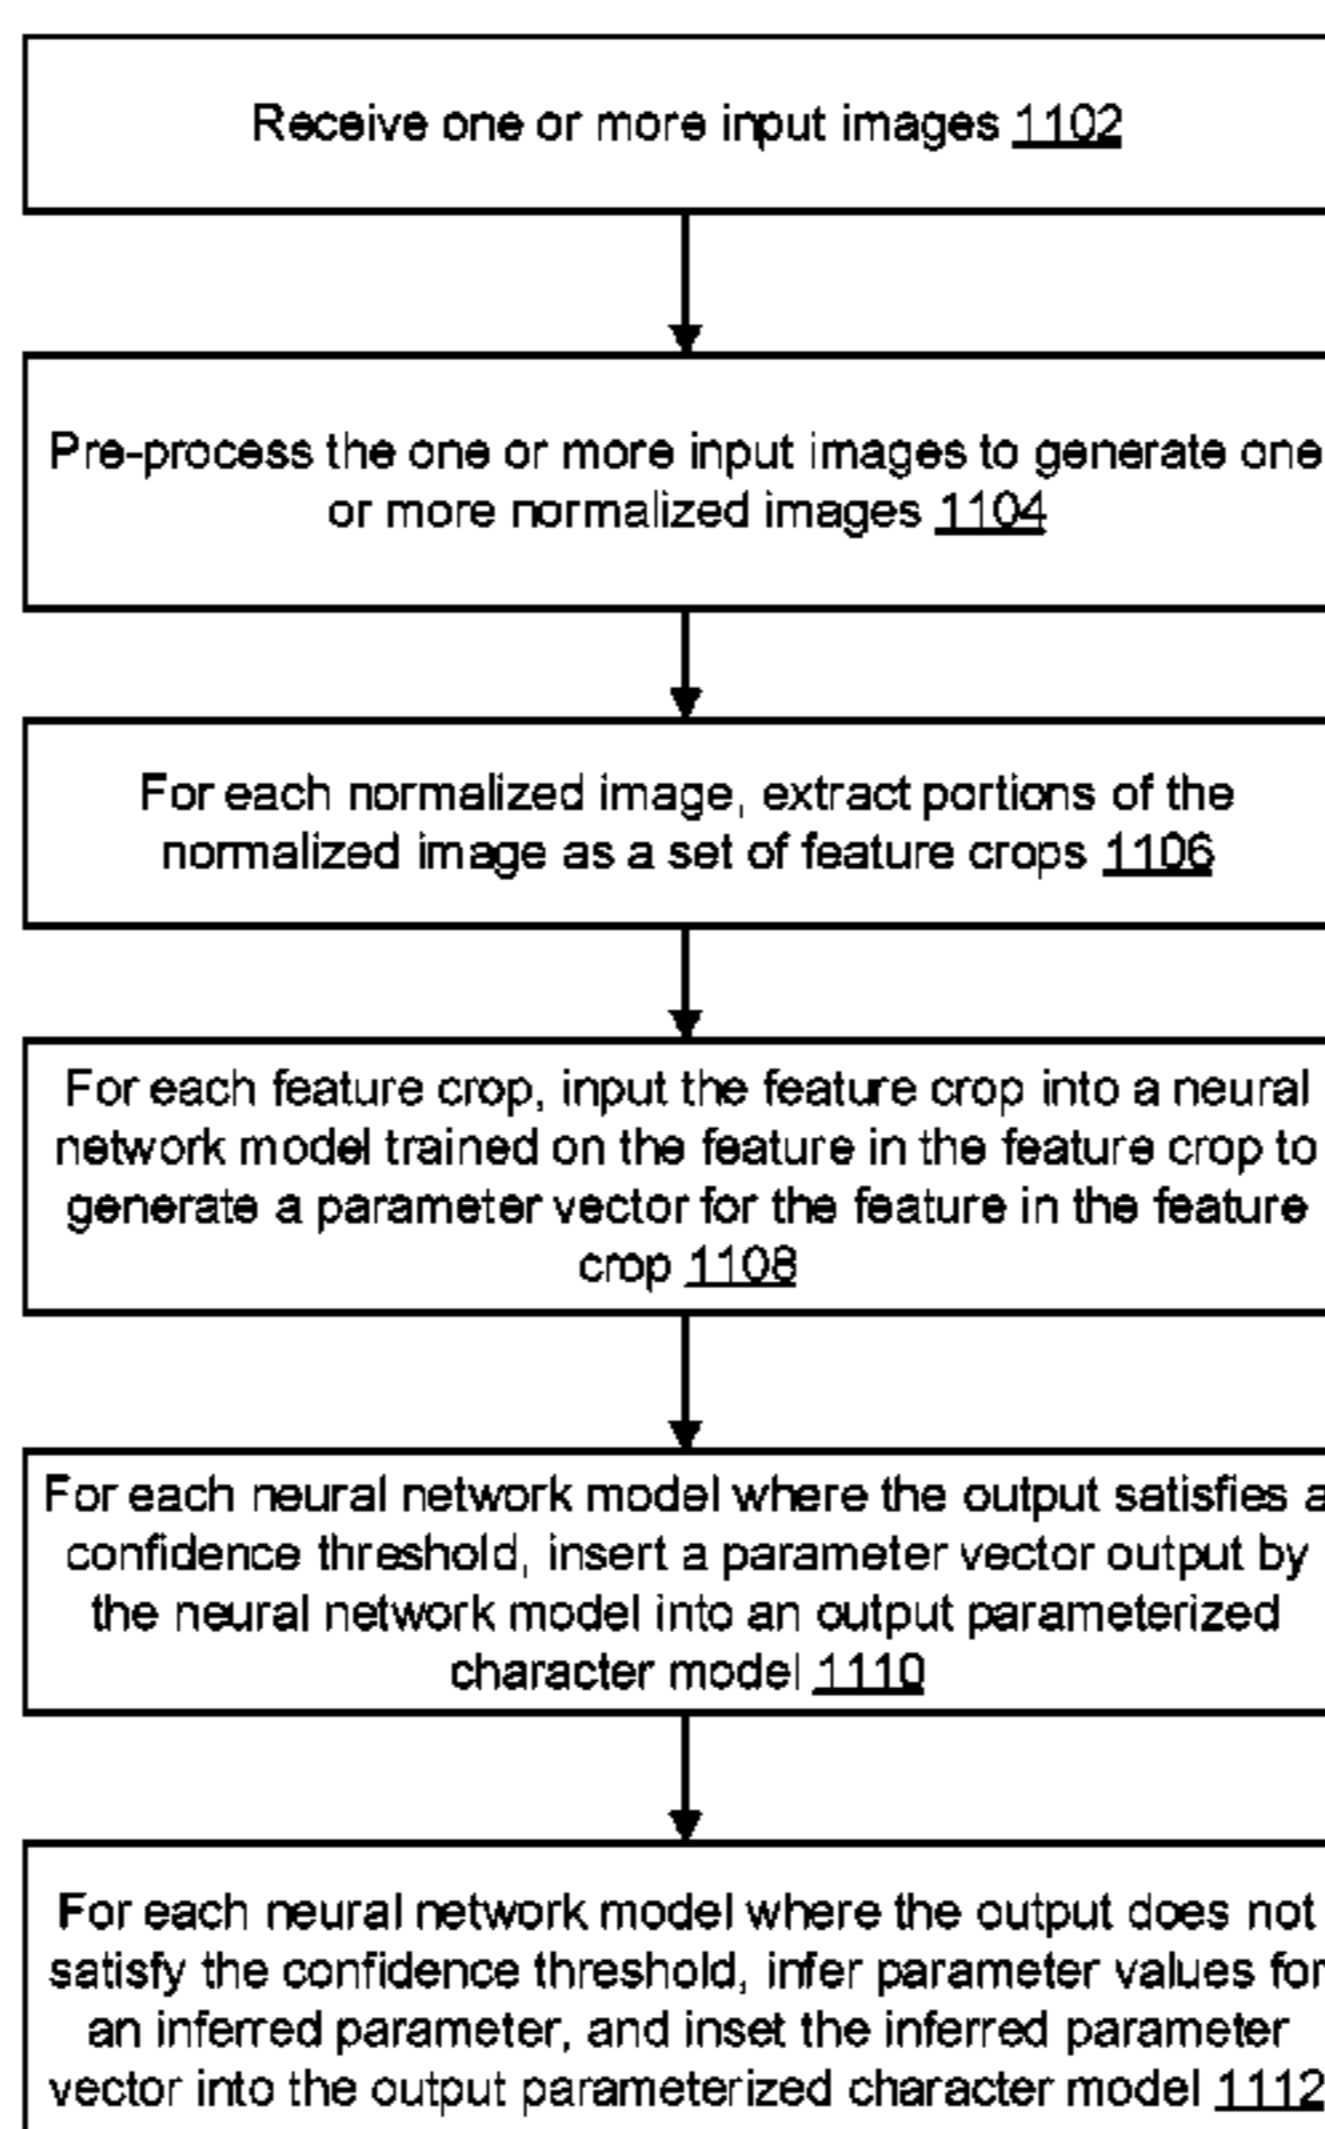 Receive one or more input images 1102
Pre-process the one or more input images to generate one
or more normalized images 1104
For each normalized image, extract portions of the
normalized image as a set of feature crops 1106
For each feature crop, input the feature crop into a neural
network model trained on the feature in the feature crop to
generate a parameter vector for the feature in the feature
crop 1108
For each neural network model where the output satisfies a
confidence threshold, insert a parameter vector output by
the neural network model into an output parameterized
character model 1110
For each neural network model where the output does not
satisfy the confidence threshold, infer parameter values for
an inferred parameter, and inset the inferred parameter
vector into the output parameterized character model 1112